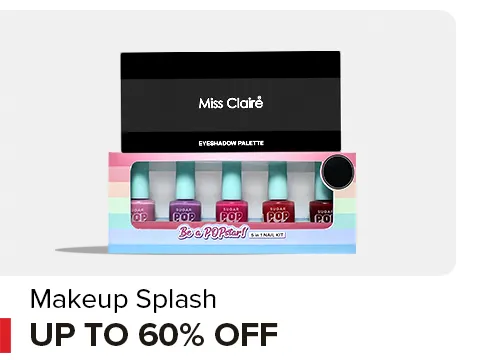 Miss Claire
EYESHADOW PALETTE
SUGAR
POP
SUGAR
POP
SUGAR
POP
SUGAR
POP
SUGAR
POP
Be a POPstar! 5 in 1 NAIL KIT
Makeup Splash
UP TO 60% OFF